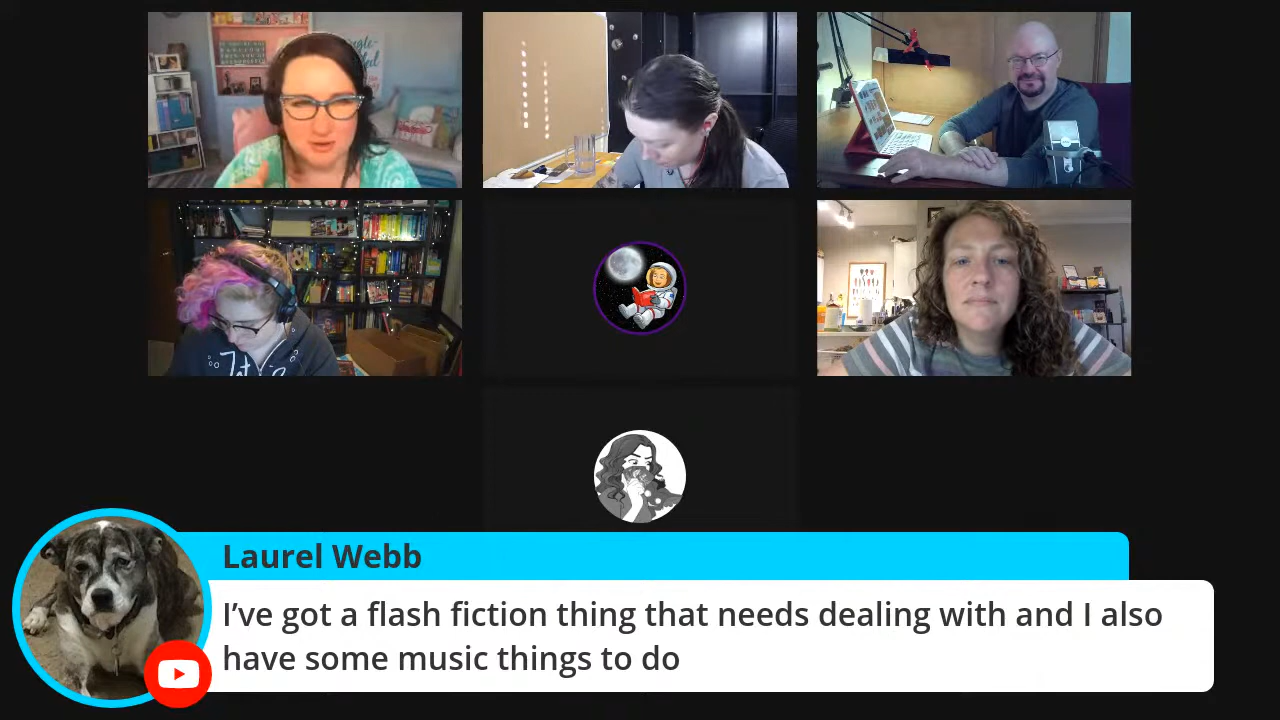 Laurel Webb
I’ve got a flash fiction thing that needs dealing with and I also
have some music things to do